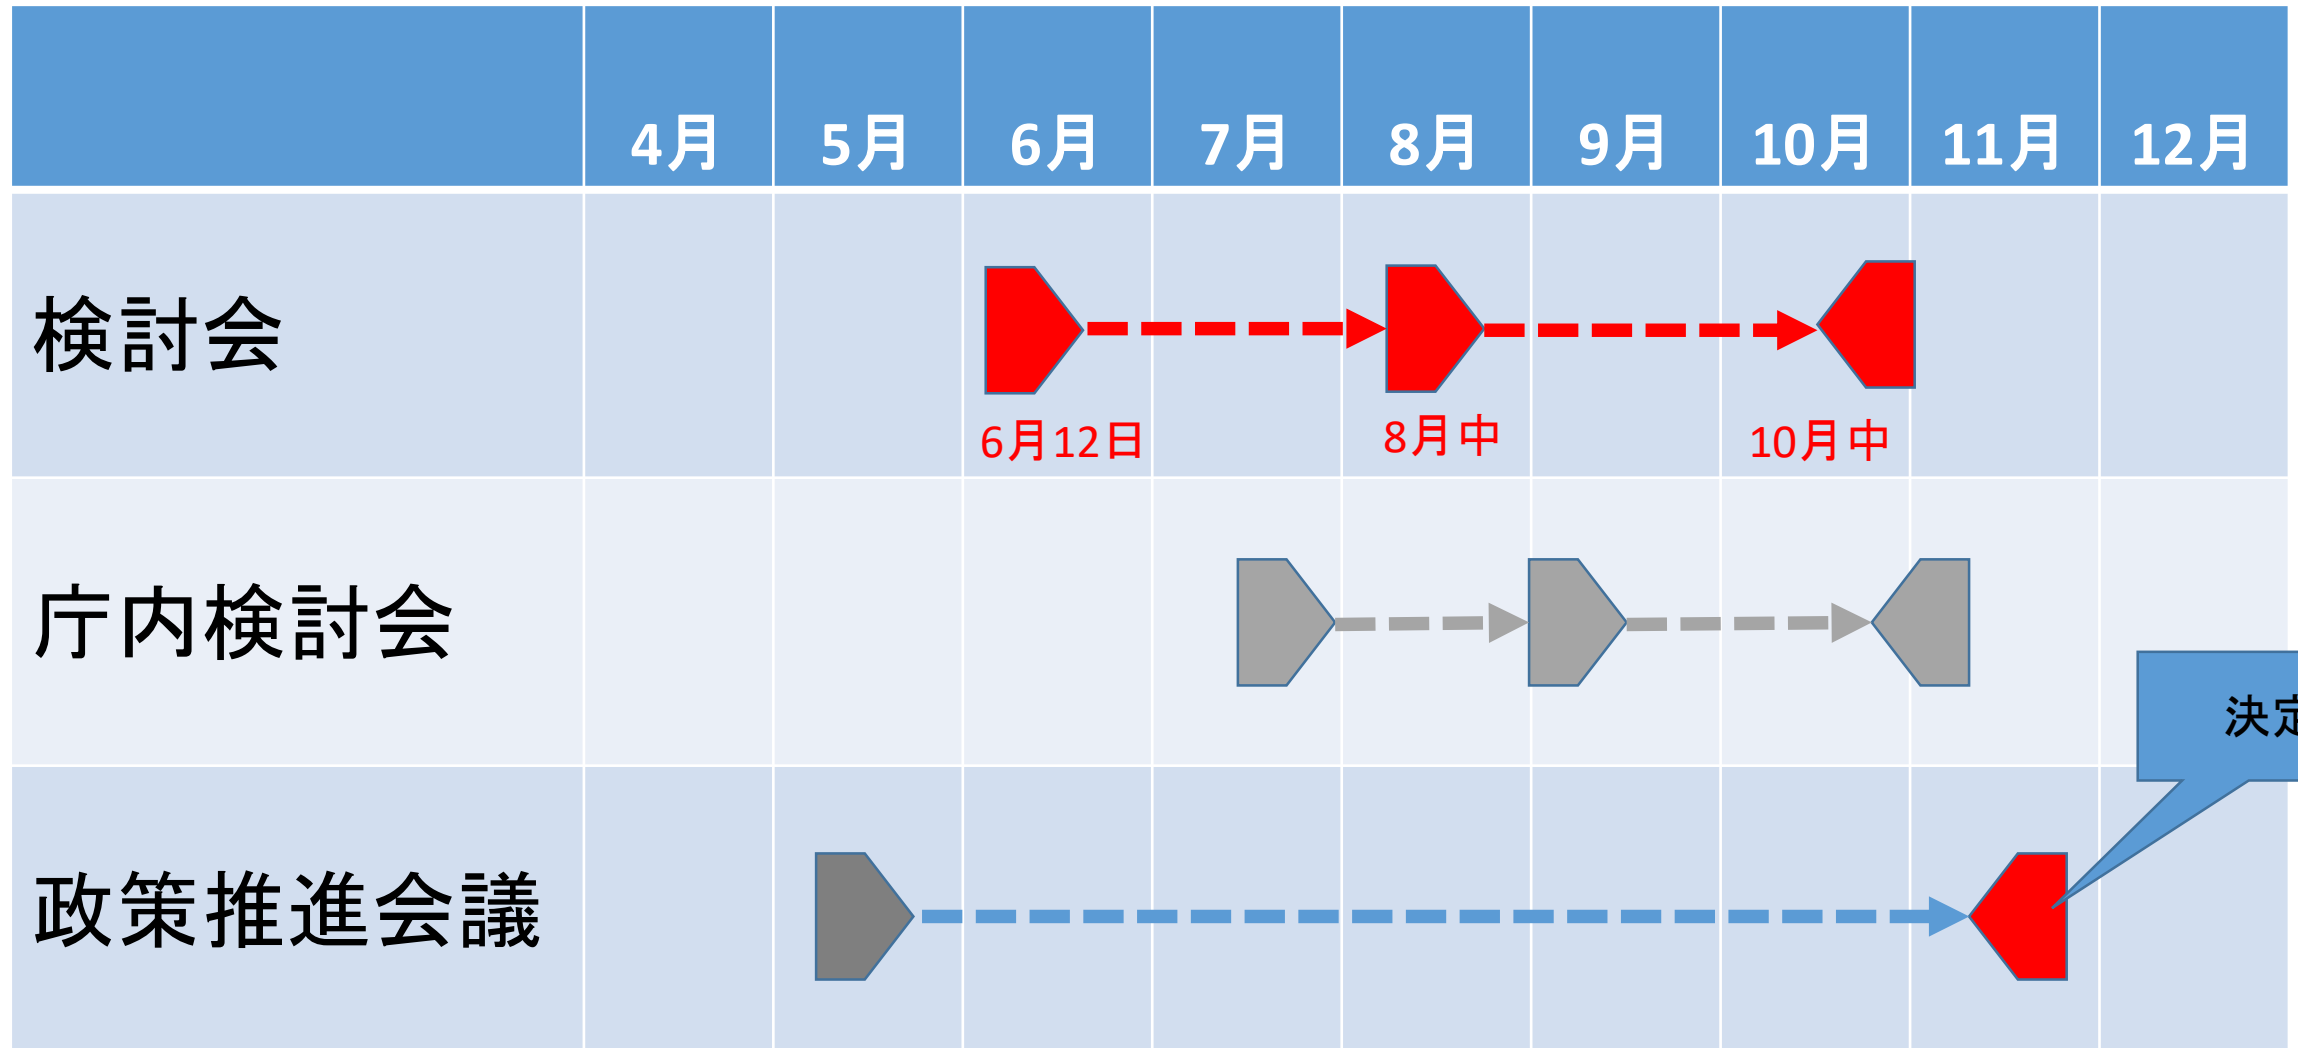 4月 5月 6月 7月 8月 9月 10月 11月 12月
検討会
6月12日 8月中 10月中
庁内検討会
決定
政策推進会議